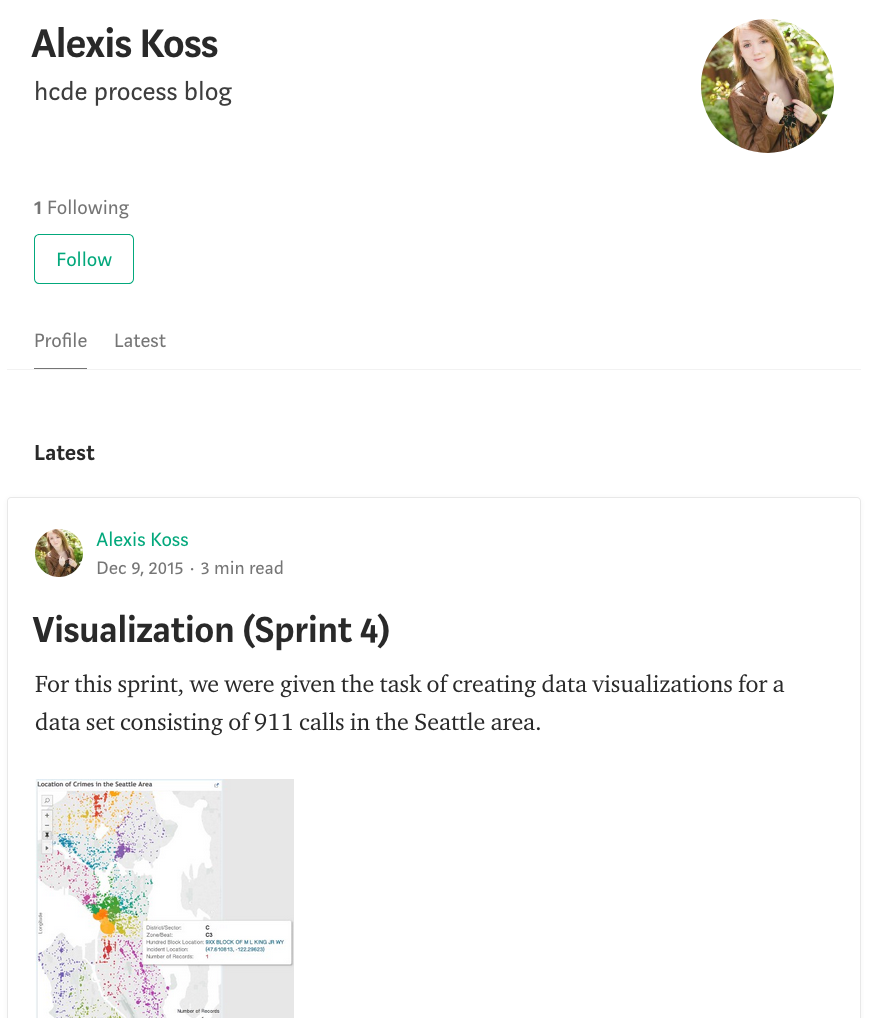 Alexis Koss
hcde process blog
1 Following
Follow
Profile Latest
Latest
Alexis Koss
Dec 9, 2015 · 3 min read
Visualization (Sprint 4)
For this sprint, we were given the task of creating data visualizations for a
data set consisting of 911 calls in the Seattle area.
Location of Crimes in the Seattle Area
Longitude
District/Sector: C
Zone/Beat: C3
Hundred Block Location: 9XX BLOCK OF M L KING JR WY
Incident Location: (47.610813, -122.29623)
Number of Records: 1
Number of Records